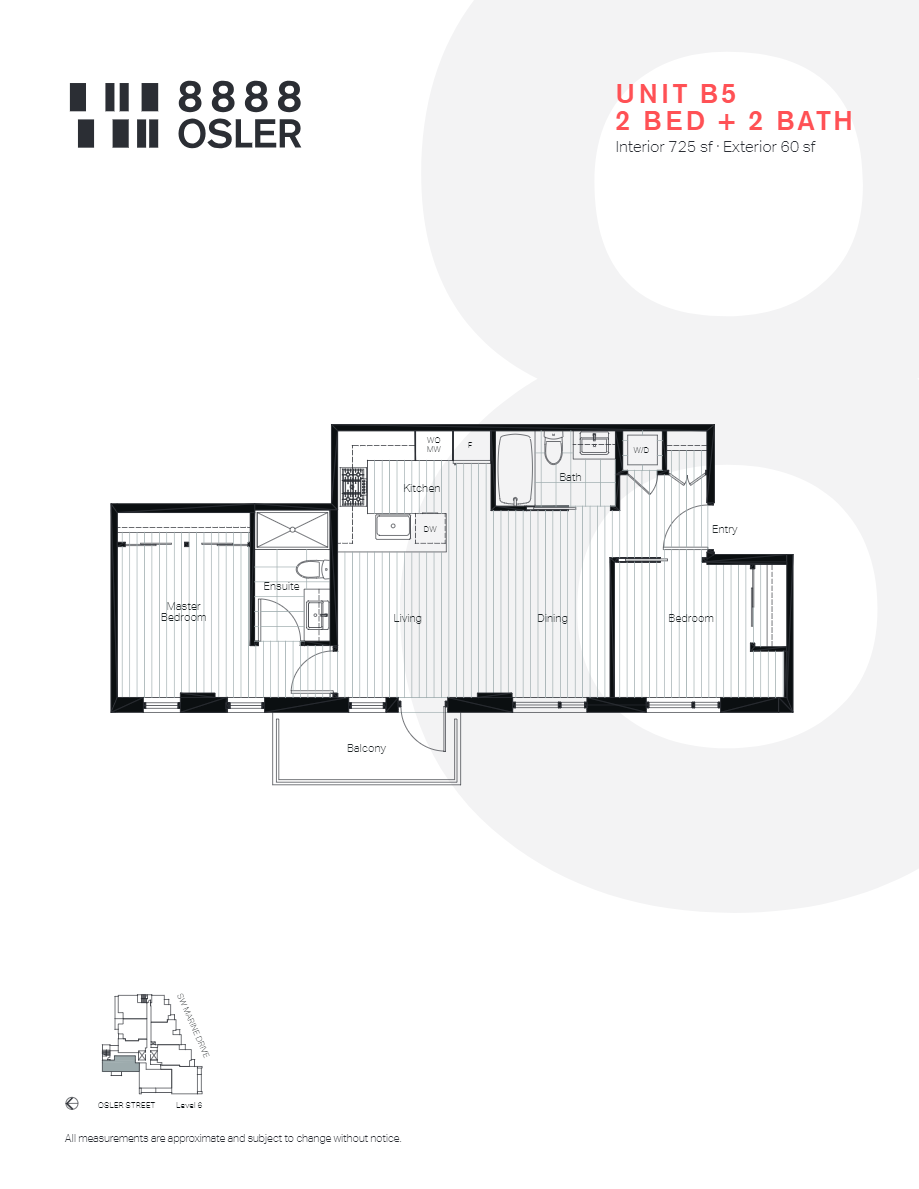 8888
OSLER
UNIT B5
2 BED + 2 BATH
Interior 725 sf · Exterior 60 sf
WO
MW
F
W/D
Bath
Kitchen
DW
Entry
Ensuite
Master
Bedroom
Living
Dining
Bedroom
Balcony
SW MARINE DRIVE
OSLER STREET
Level 6
All measurements are approximate and subject to change without notice.